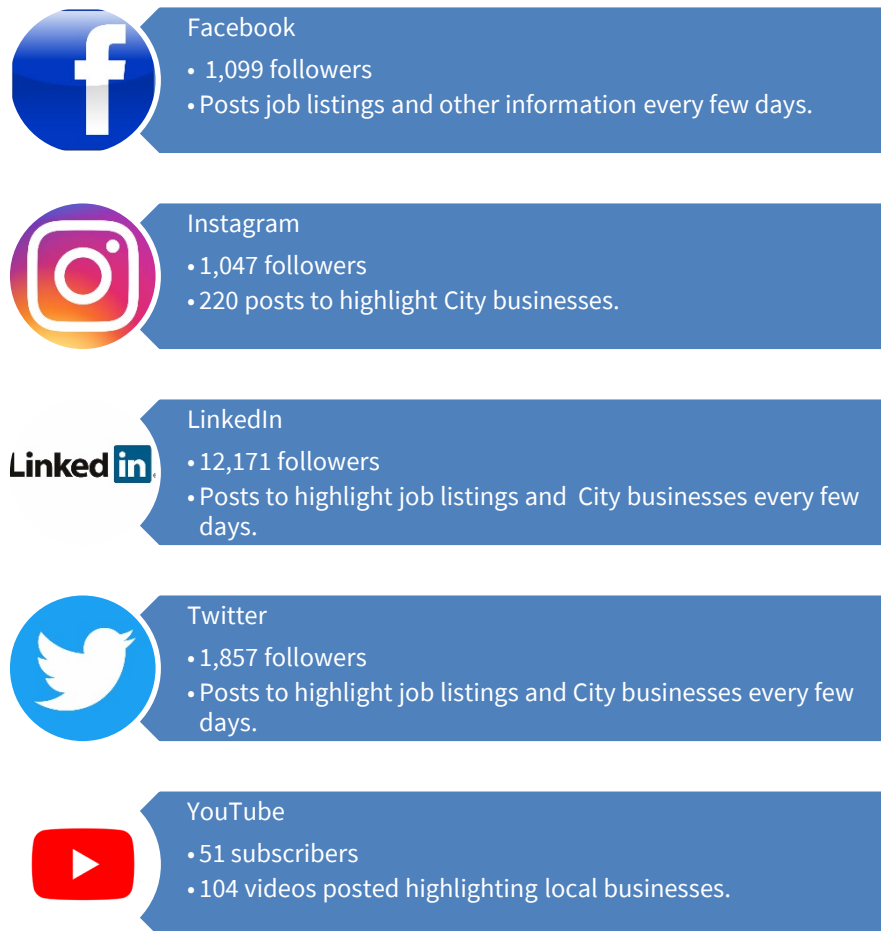 Facebook
• 1,099 followers
• Posts job listings and other information every few days.
Instagram
• 1,047 followers
• 220 posts to highlight City businesses.
LinkedIn
Linked in
• 12,171 followers
• Posts to highlight job listings and City businesses every few
days.
Twitter
• 1,857 followers
• Posts to highlight job listings and City businesses every few
days.
YouTube
• 51 subscribers
• 104 videos posted highlighting local businesses.